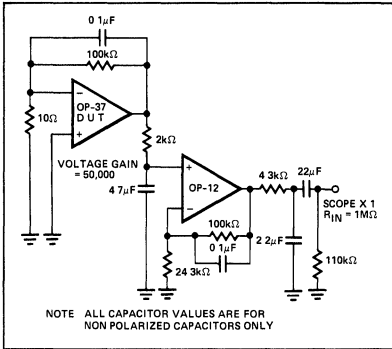 0 1μF
100kΩ
10Ω
OP-37
D U T
2kΩ
VOLTAGE GAIN
= 50,000
4 7μF
OP-12
4 3kΩ
22μF
SCOPE X 1
RIN = 1MΩ
100kΩ
0 1μF
2 2μF
24 3kΩ
110kΩ
NOTE ALL CAPACITOR VALUES ARE FOR
NON POLARIZED CAPACITORS ONLY